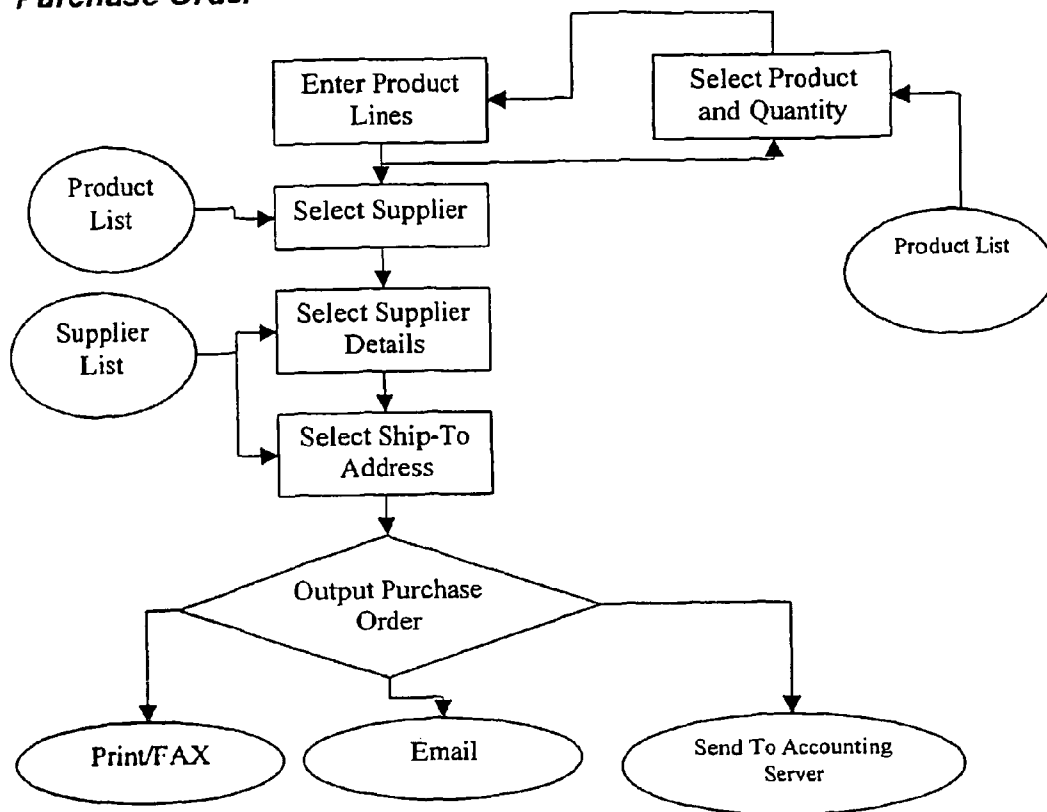 Purchase Order
Enter Product
Lines
Select Product
and Quantity
Product
List
Select Supplier
Product List
Supplier
List
Select Supplier
Details
Select Ship-To
Address
Output Purchase
Order
Print/FAX
Email
Send To Accounting
Server